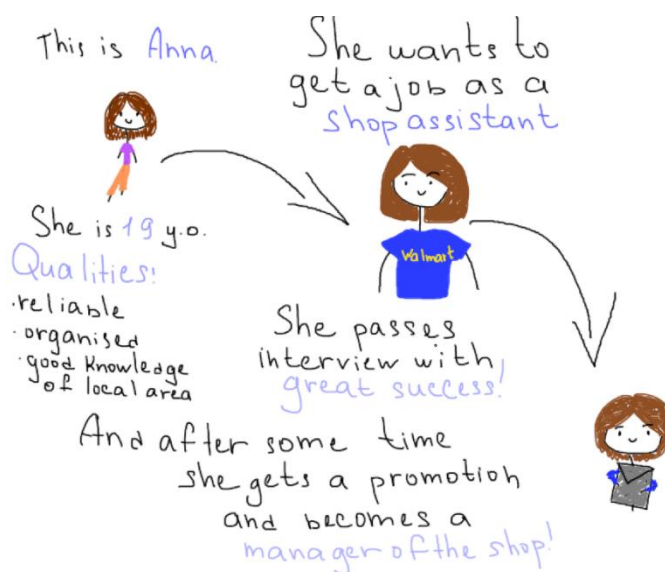 This is Anna.
She wants to
get a job as a
shop assistant
She is 19 y.o.
Qualities:
·reliable
·organised
·good knowledge
of local area
Walmart
She passes
interview with
great success!
And after some time
she gets a promotion
and becomes a
manager of the shop!